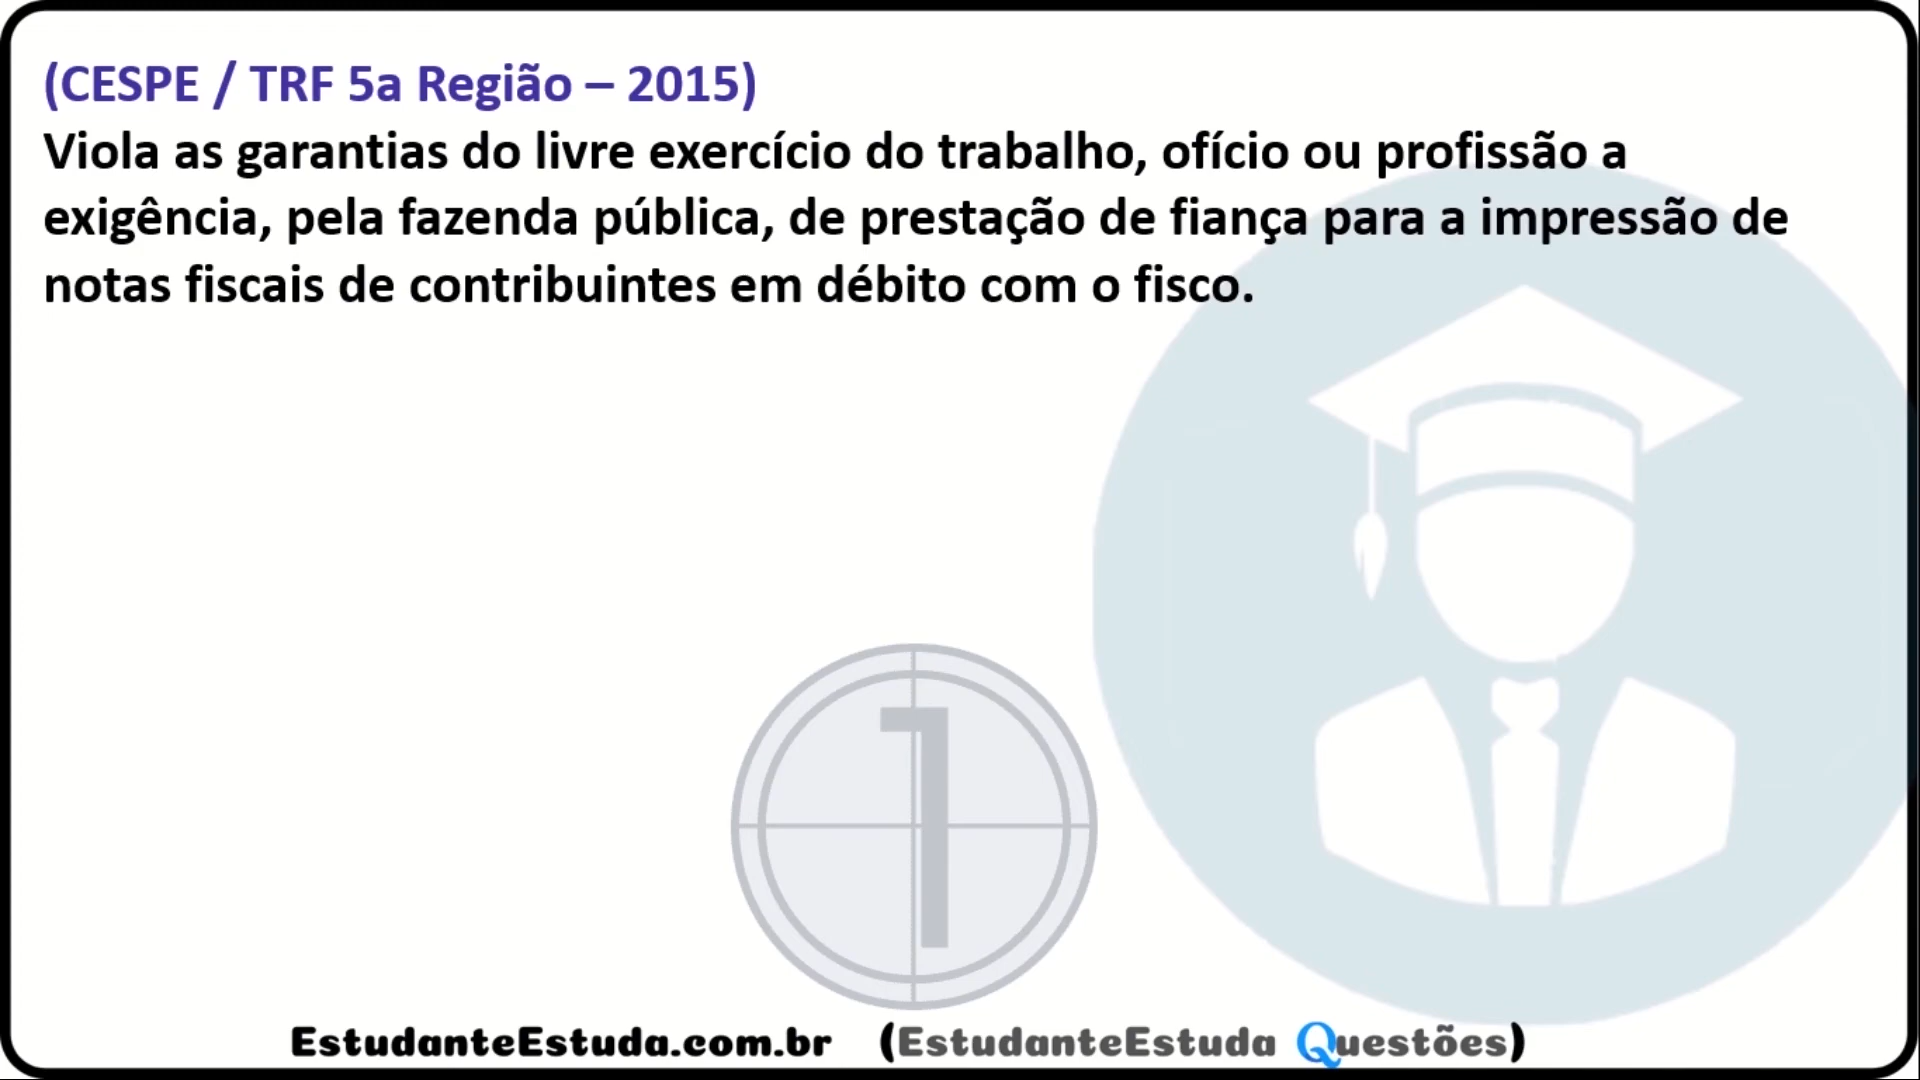 (CESPE / TRF 5a Região – 2015)
Viola as garantias do livre exercício do trabalho, ofício ou profissão a
exigência, pela fazenda pública, de prestação de fiança para a impressão de
notas fiscais de contribuintes em débito com o fisco.
1
EstudanteEstuda.com.br (EstudanteEstuda Questões)